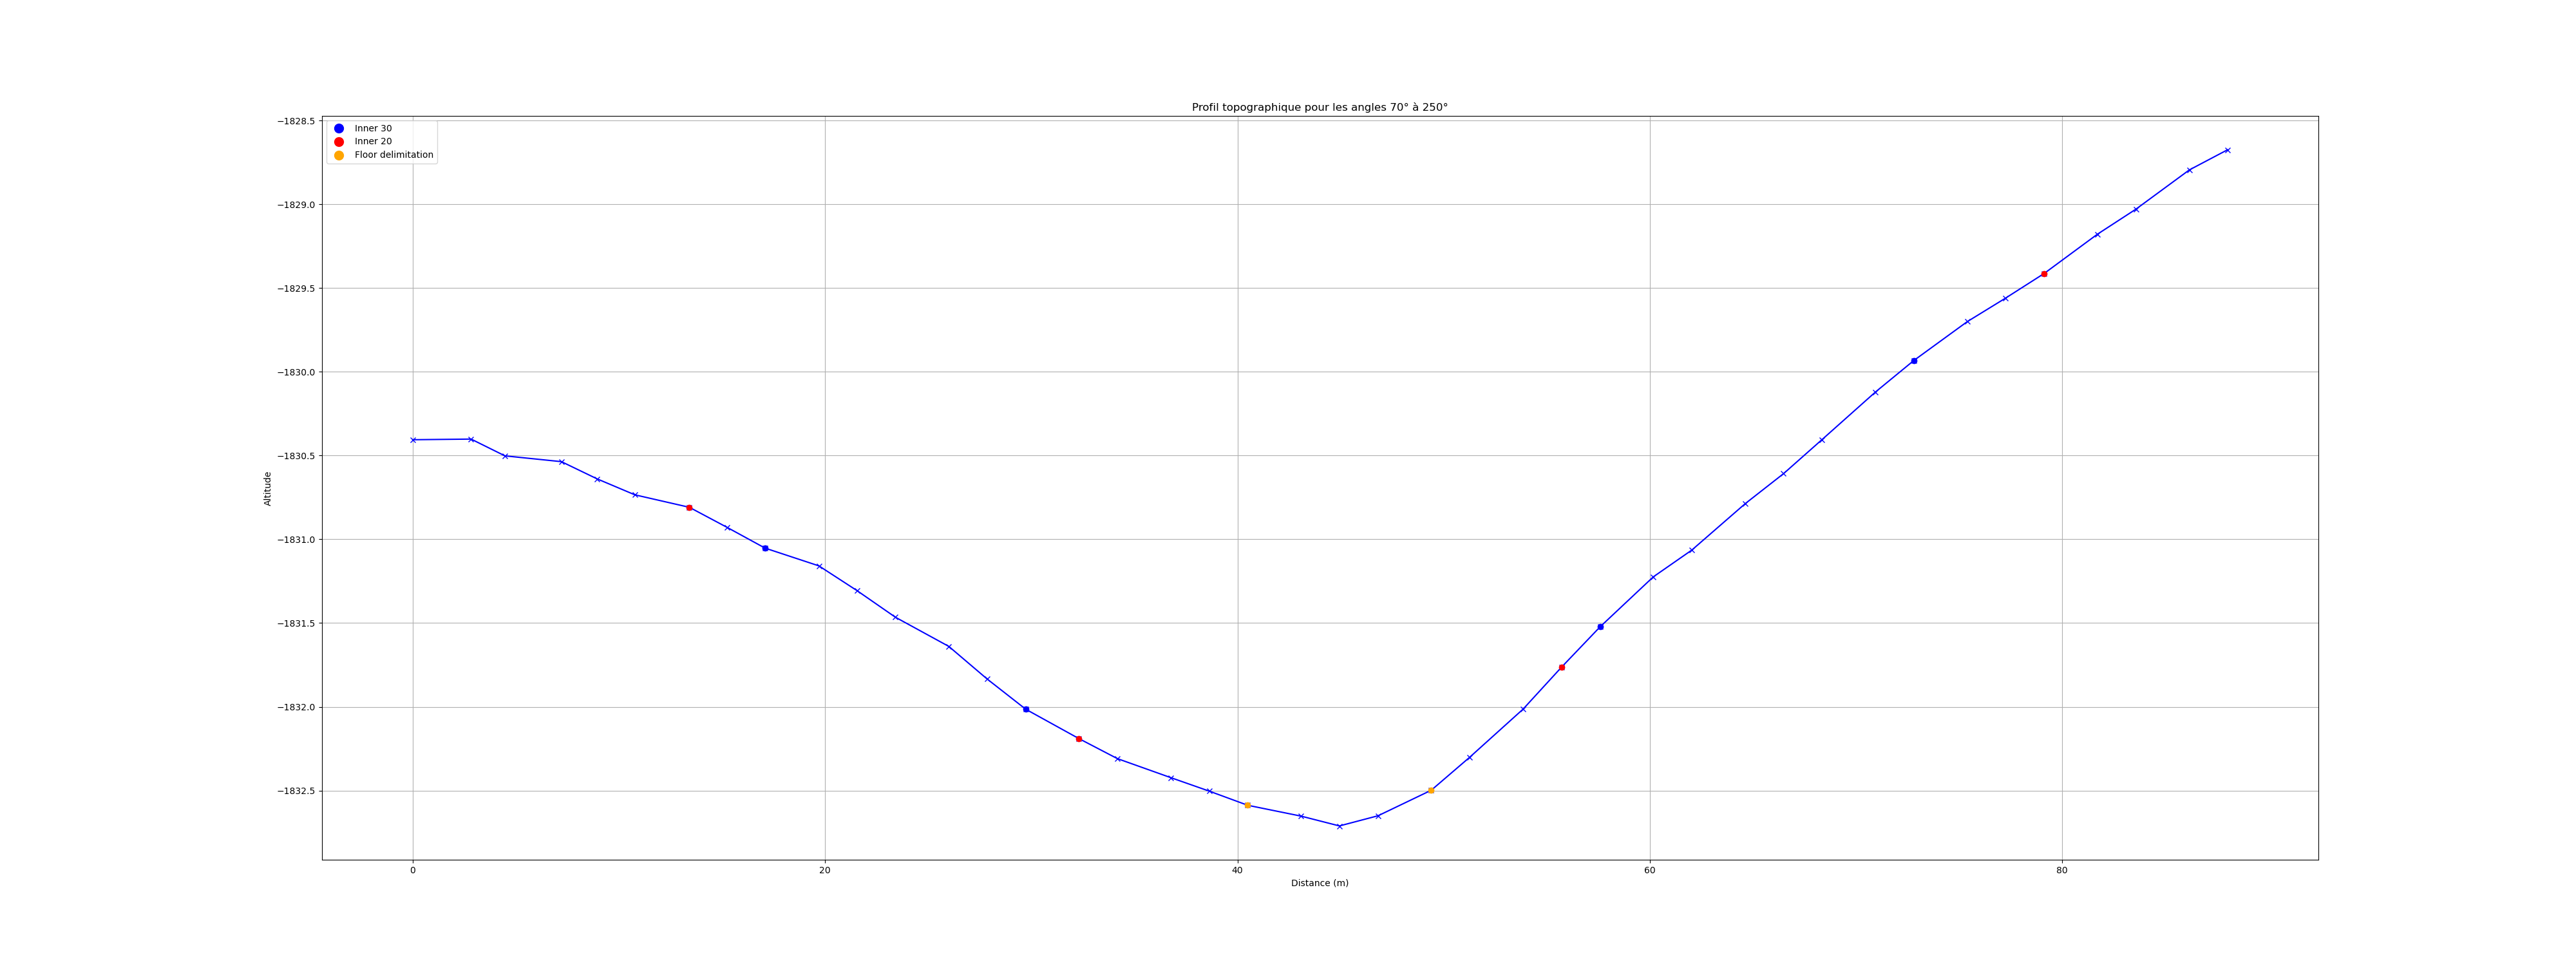 Profil topographique pour les angles 70° à 250°
Inner 30
Inner 20
Floor delimitation
Altitude
−1828.5
−1829.0
−1829.5
−1830.0
−1830.5
−1831.0
−1831.5
−1832.0
−1832.5
0 20 40 60 80
Distance (m)